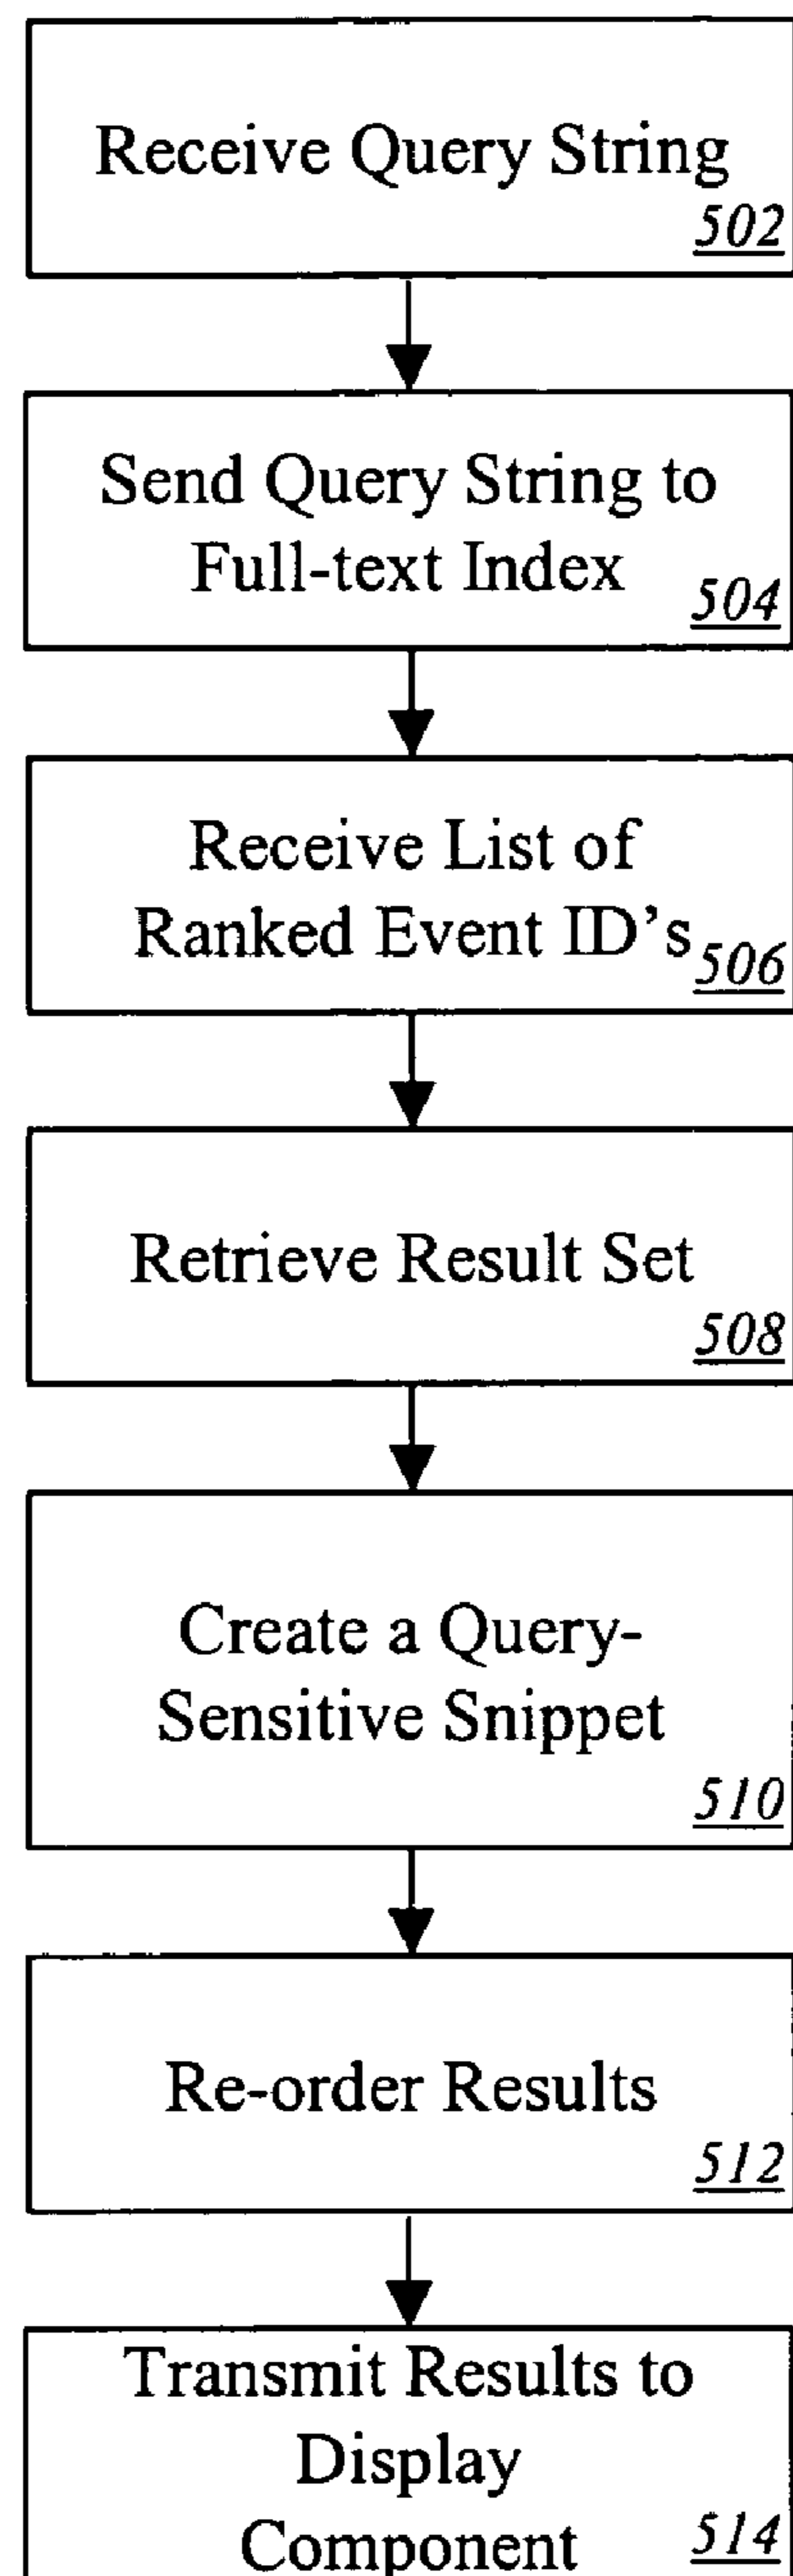 Receive Query String
502
Send Query String to
Full-text Index
504
Receive List of
Ranked Event ID's
506
Retrieve Result Set
508
Create a Query-
Sensitive Snippet
510
Re-order Results
512
Transmit Results to
Display
Component
514